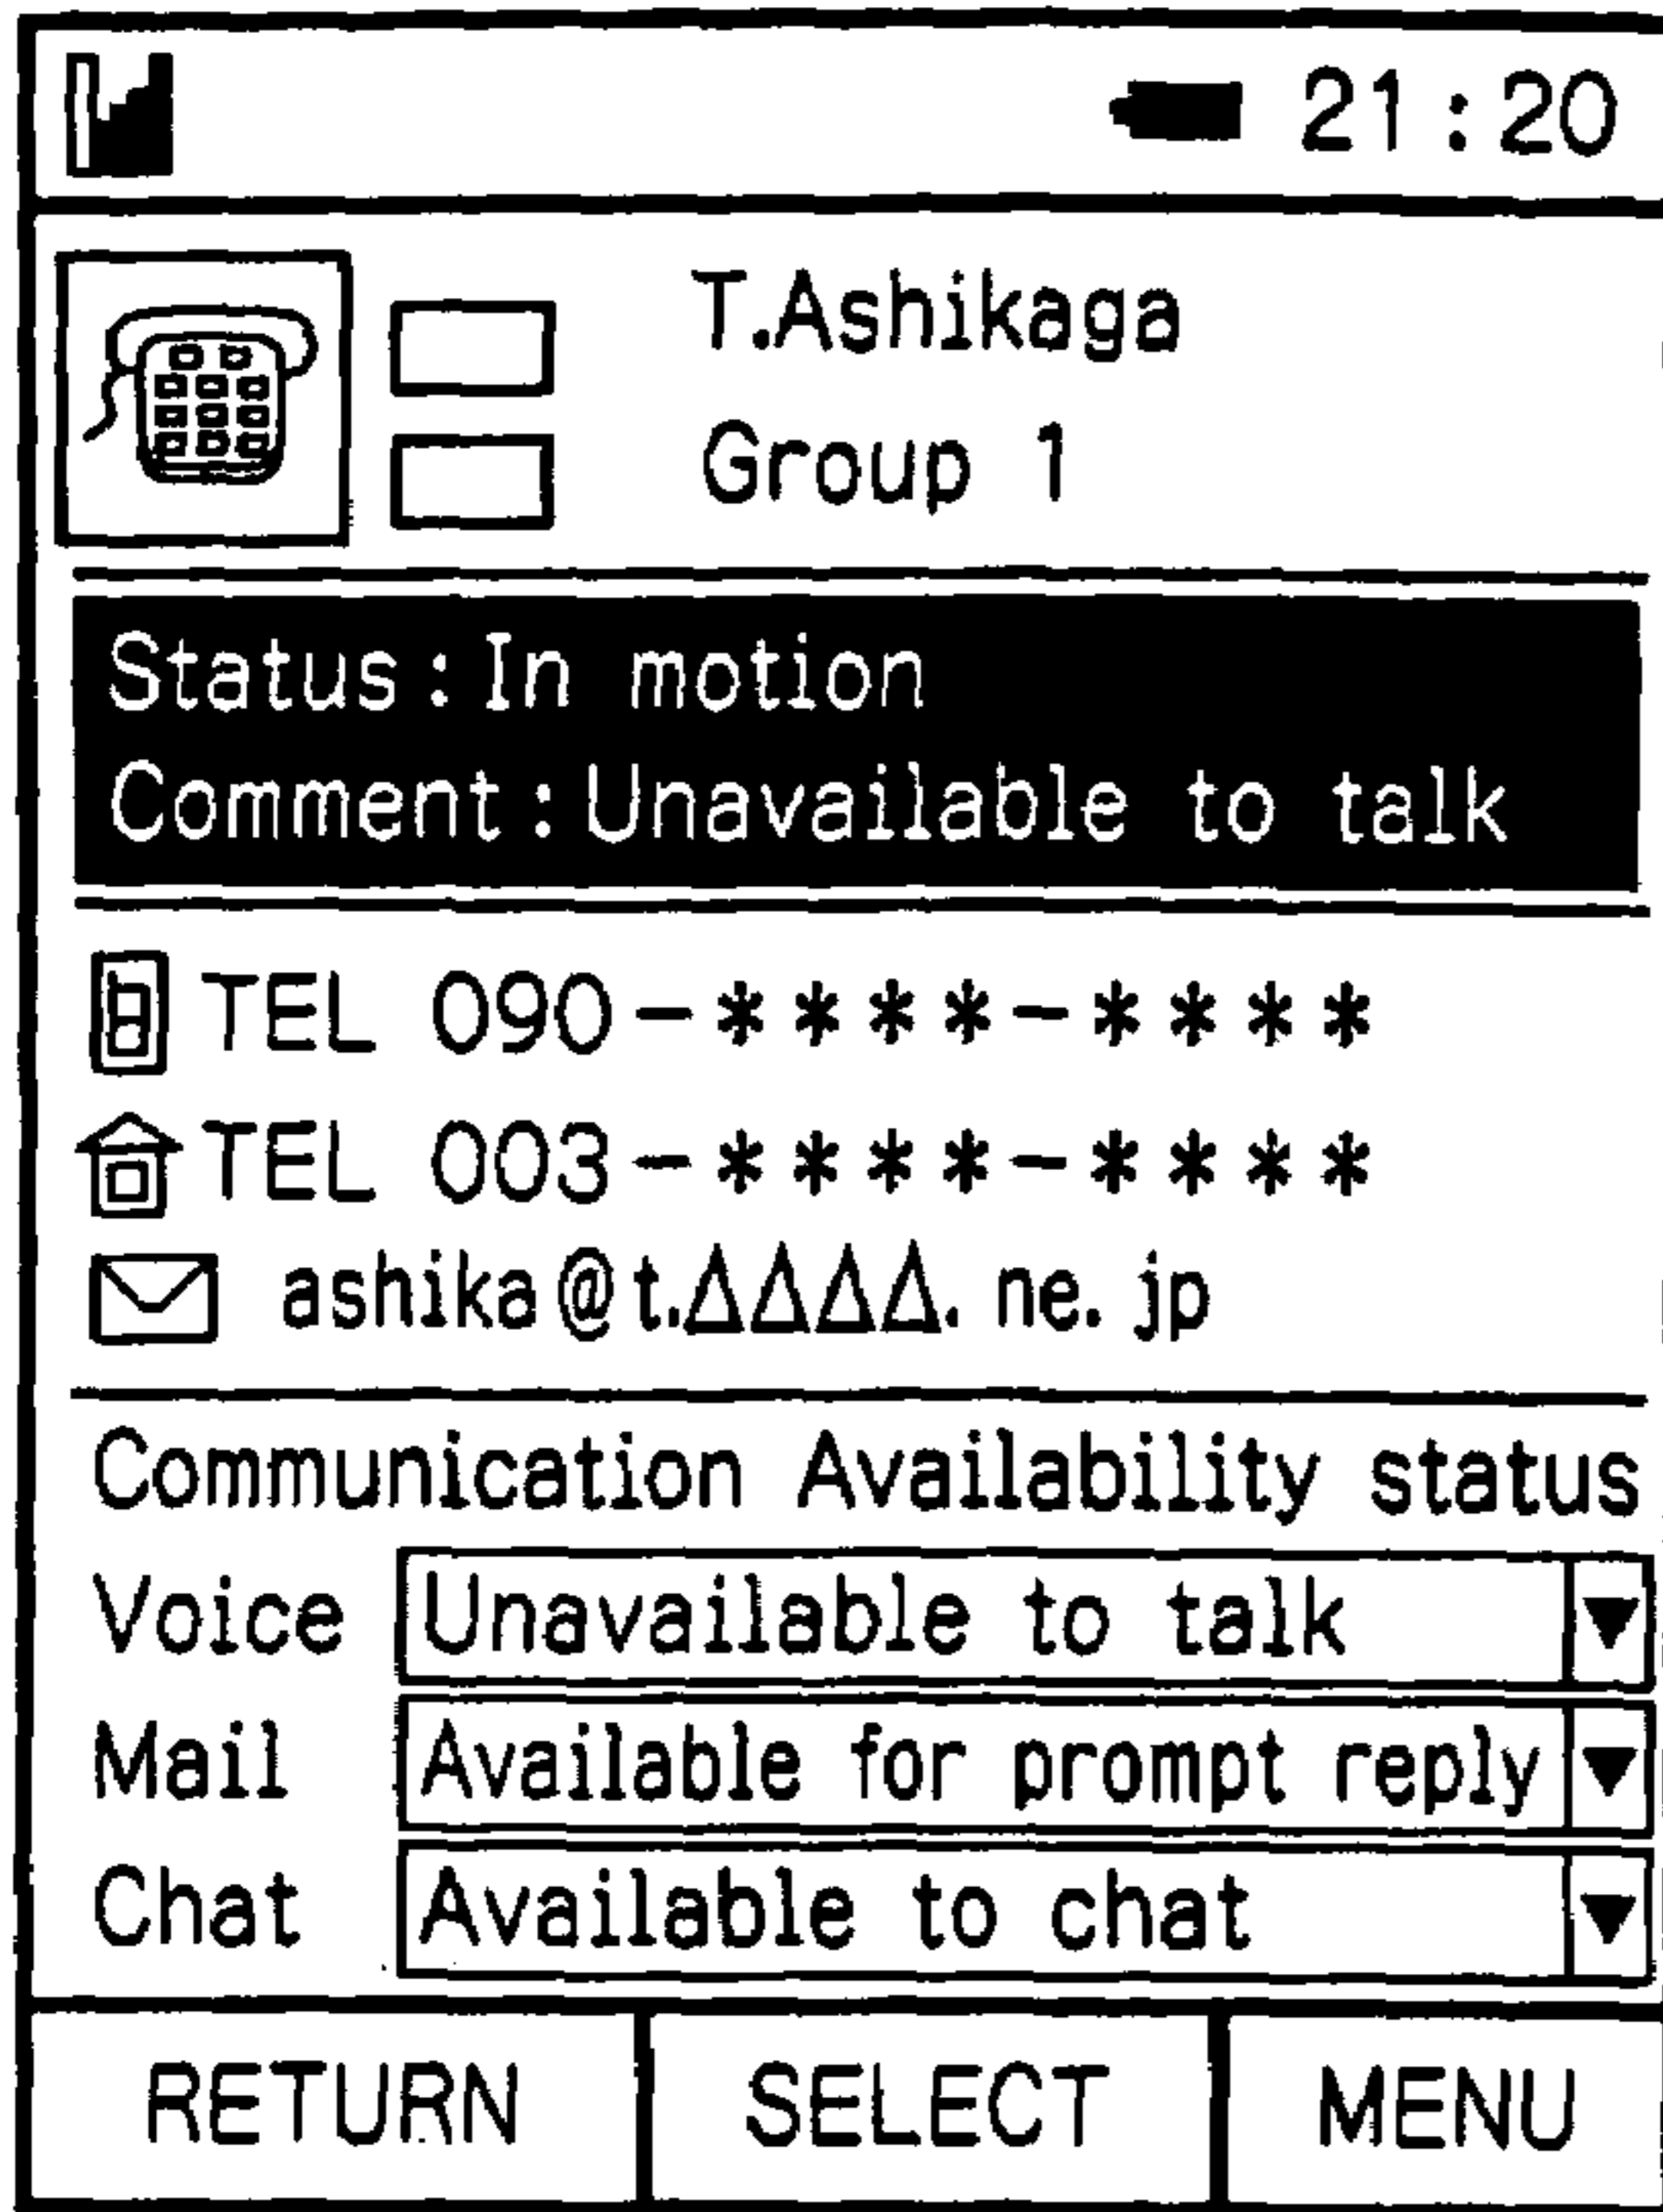 21:20
T.Ashikaga
Group 1
Status:In motion
Comment:Unavailable to talk
TEL 090-****-****
TEL 003-****-****
ashika@t.ΔΔΔΔ.ne.jp
Communication Availability status
Voice Unavailable to talk ▼
Mail Available for prompt reply ▼
Chat Available to chat ▼
RETURN SELECT MENU